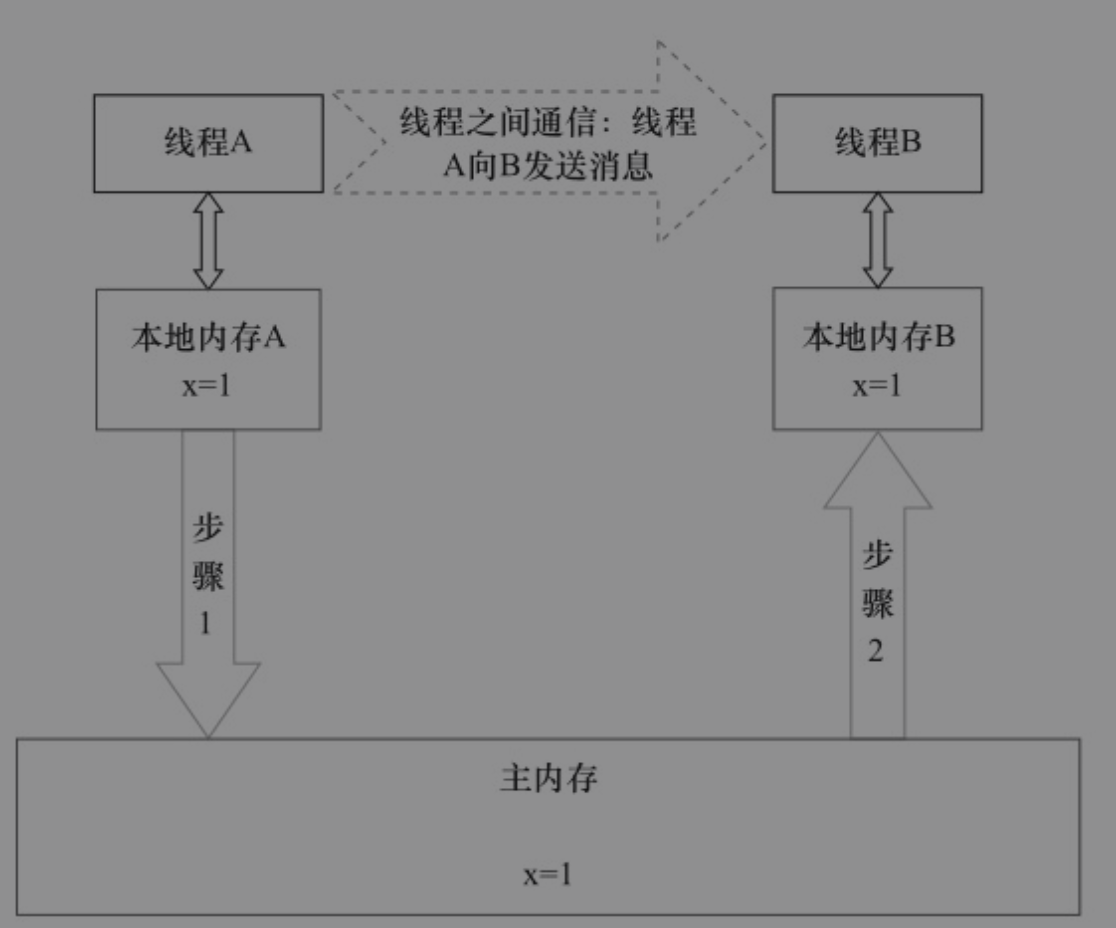 线程A
线程之间通信：线程
A向B发送消息
线程B
本地内存A
x=1
本地内存B
x=1
步
骤
1
步
骤
2
主内存
x=1